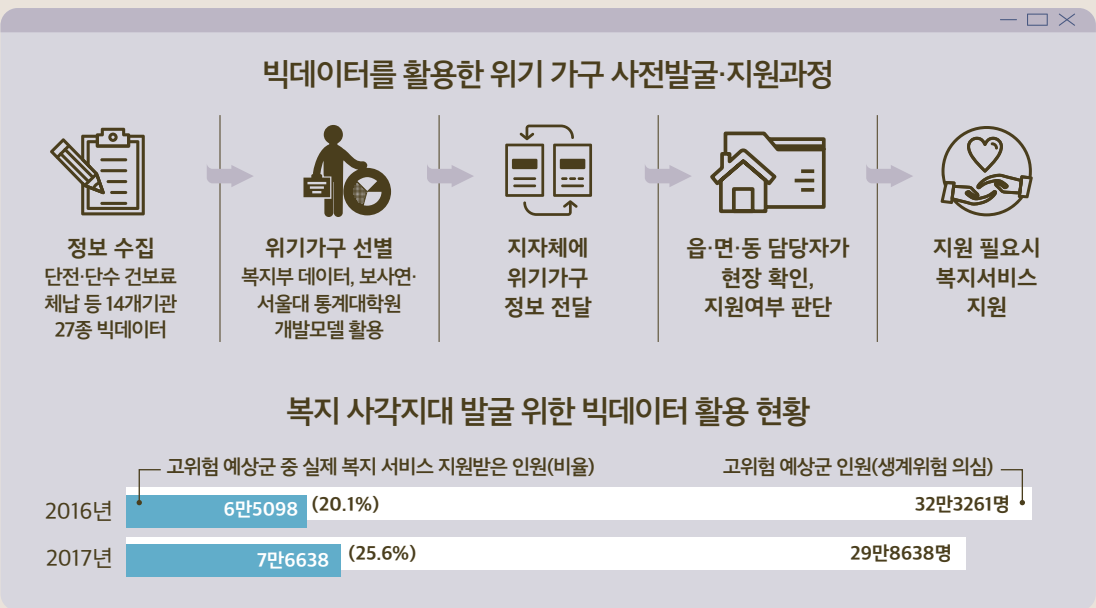 빅데이터를 활용한 위기 가구 사전발굴·지원과정
정보 수집
단전·단수 건보료
체납 등 14개기관
27종 빅데이터
위기가구 선별
복지부 데이터, 보사연·
서울대 통계대학원
개발모델 활용
지자체에
위기가구
정보 전달
읍·면·동 담당자가
현장 확인,
지원여부 판단
지원 필요시
복지서비스
지원
복지 사각지대 발굴 위한 빅데이터 활용 현황
고위험 예상군 중 실제 복지 서비스 지원받은 인원(비율)
고위험 예상군 인원(생계위험 의심)
2016년 6만5098 (20.1%) 32만3261명
2017년 7만6638 (25.6%) 29만8638명